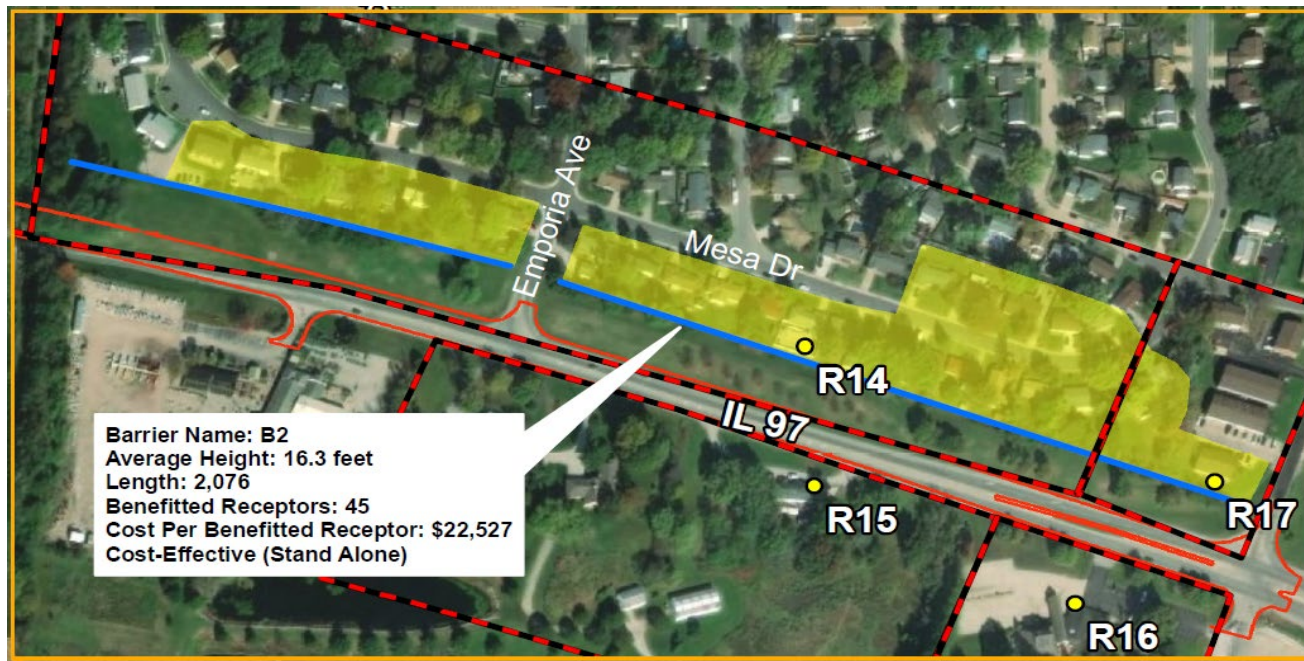 Emporia Ave
Mesa Dr
R14
IL 97
Barrier Name: B2
Average Height: 16.3 feet
Length: 2,076
Benefitted Receptors: 45
Cost Per Benefitted Receptor: $22,527
Cost-Effective (Stand Alone)
R15
R17
R16